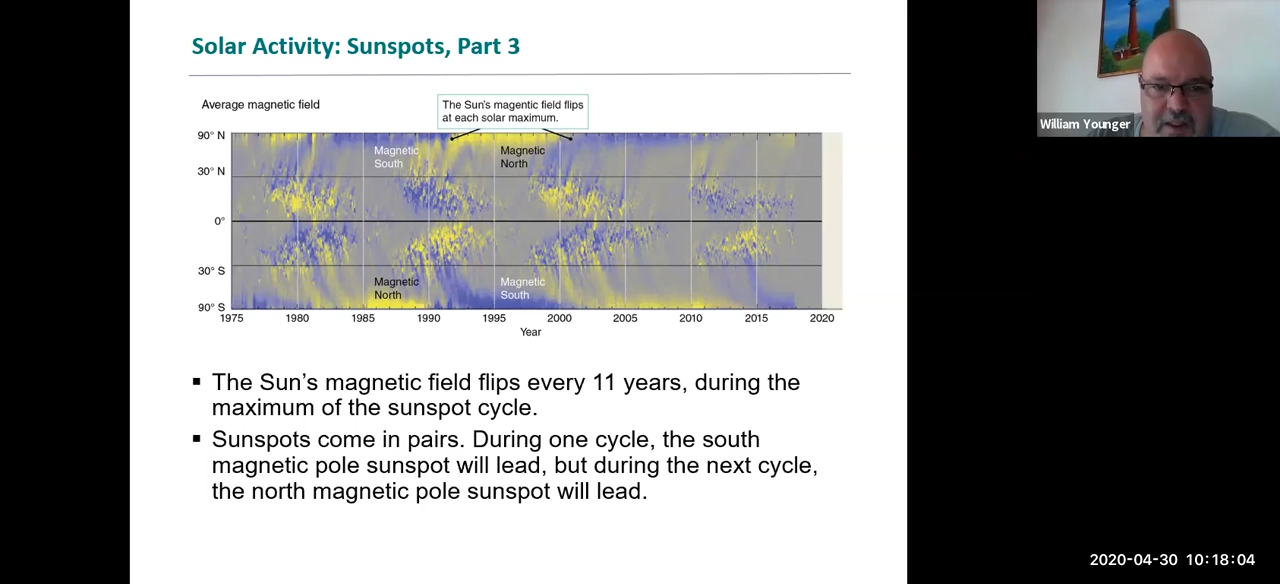 Solar Activity: Sunspots, Part 3
Average magnetic field
The Sun's magentic field flips
at each solar maximum.
90° N
30° N
0°
30° S
90° S
Magnetic
South
Magnetic
North
Magnetic
North
Magnetic
South
1975 1980 1985 1990 1995 2000 2005 2010 2015 2020
Year
▪ The Sun's magnetic field flips every 11 years, during the
maximum of the sunspot cycle.
▪ Sunspots come in pairs. During one cycle, the south
magnetic pole sunspot will lead, but during the next cycle,
the north magnetic pole sunspot will lead.
William Younger
2020-04-30 10:18:04